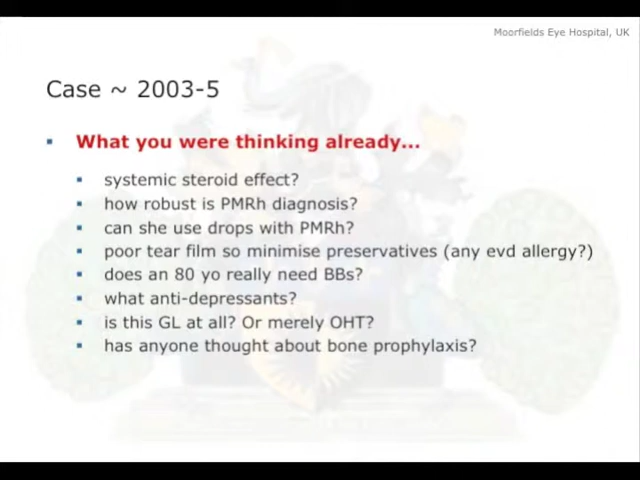 Moorfields Eye Hospital, UK
Case ~ 2003-5
▪ What you were thinking already...
▪ systemic steroid effect?
▪ how robust is PMRh diagnosis?
▪ can she use drops with PMRh?
▪ poor tear film so minimise preservatives (any evd allergy?)
▪ does an 80 yo really need BBs?
▪ what anti-depressants?
▪ is this GL at all? Or merely OHT?
▪ has anyone thought about bone prophylaxis?